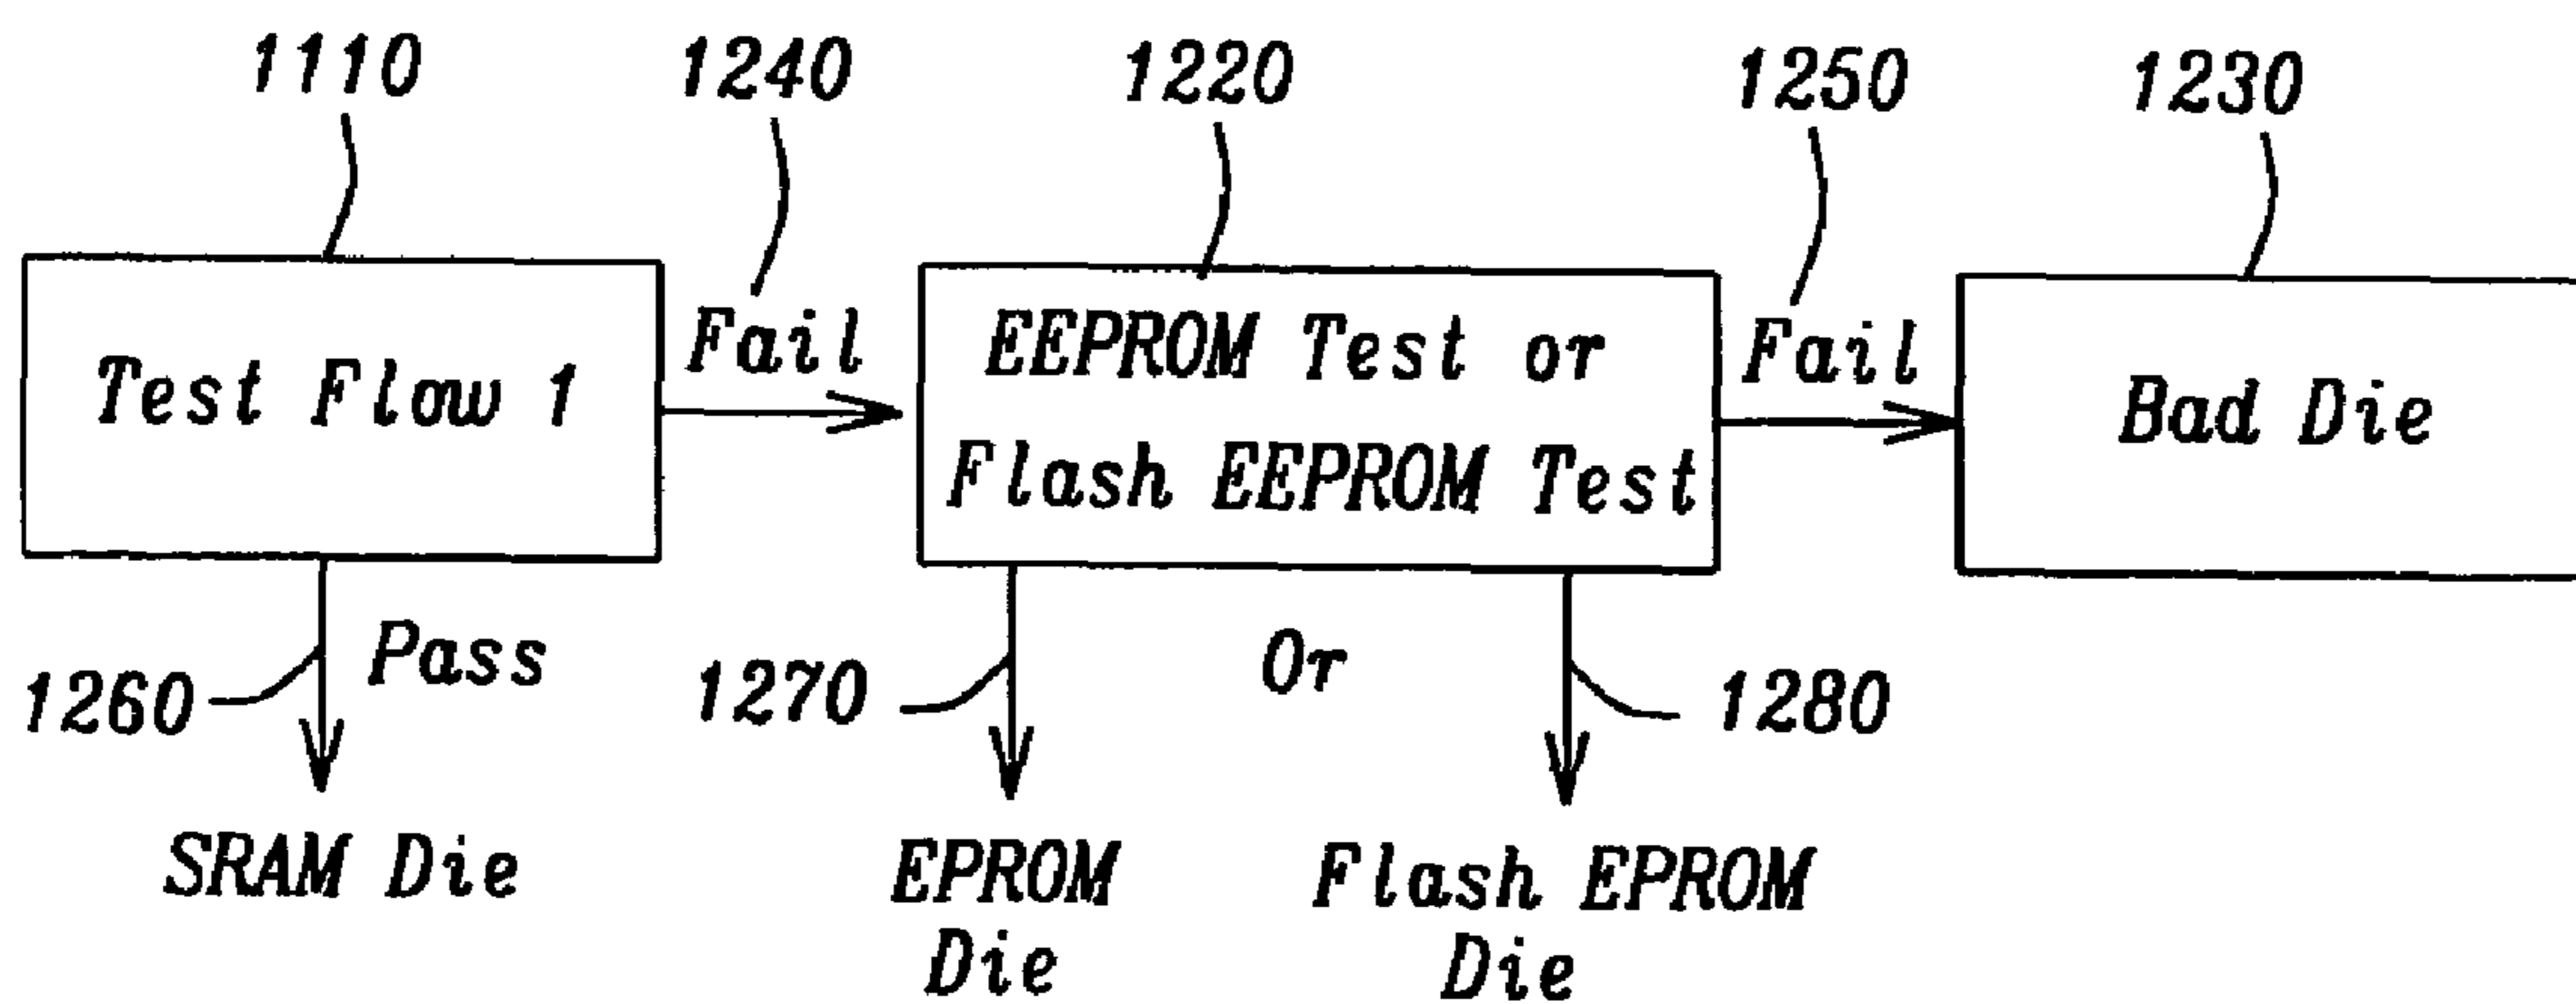 1110
1240
1220
1250
1230
Test Flow 1
Fail
EEPROM Test or
Flash EEPROM Test
Fail
Bad Die
1260
Pass
1270
Or
1280
SRAM Die
EPROM
Die
Flash EPROM
Die